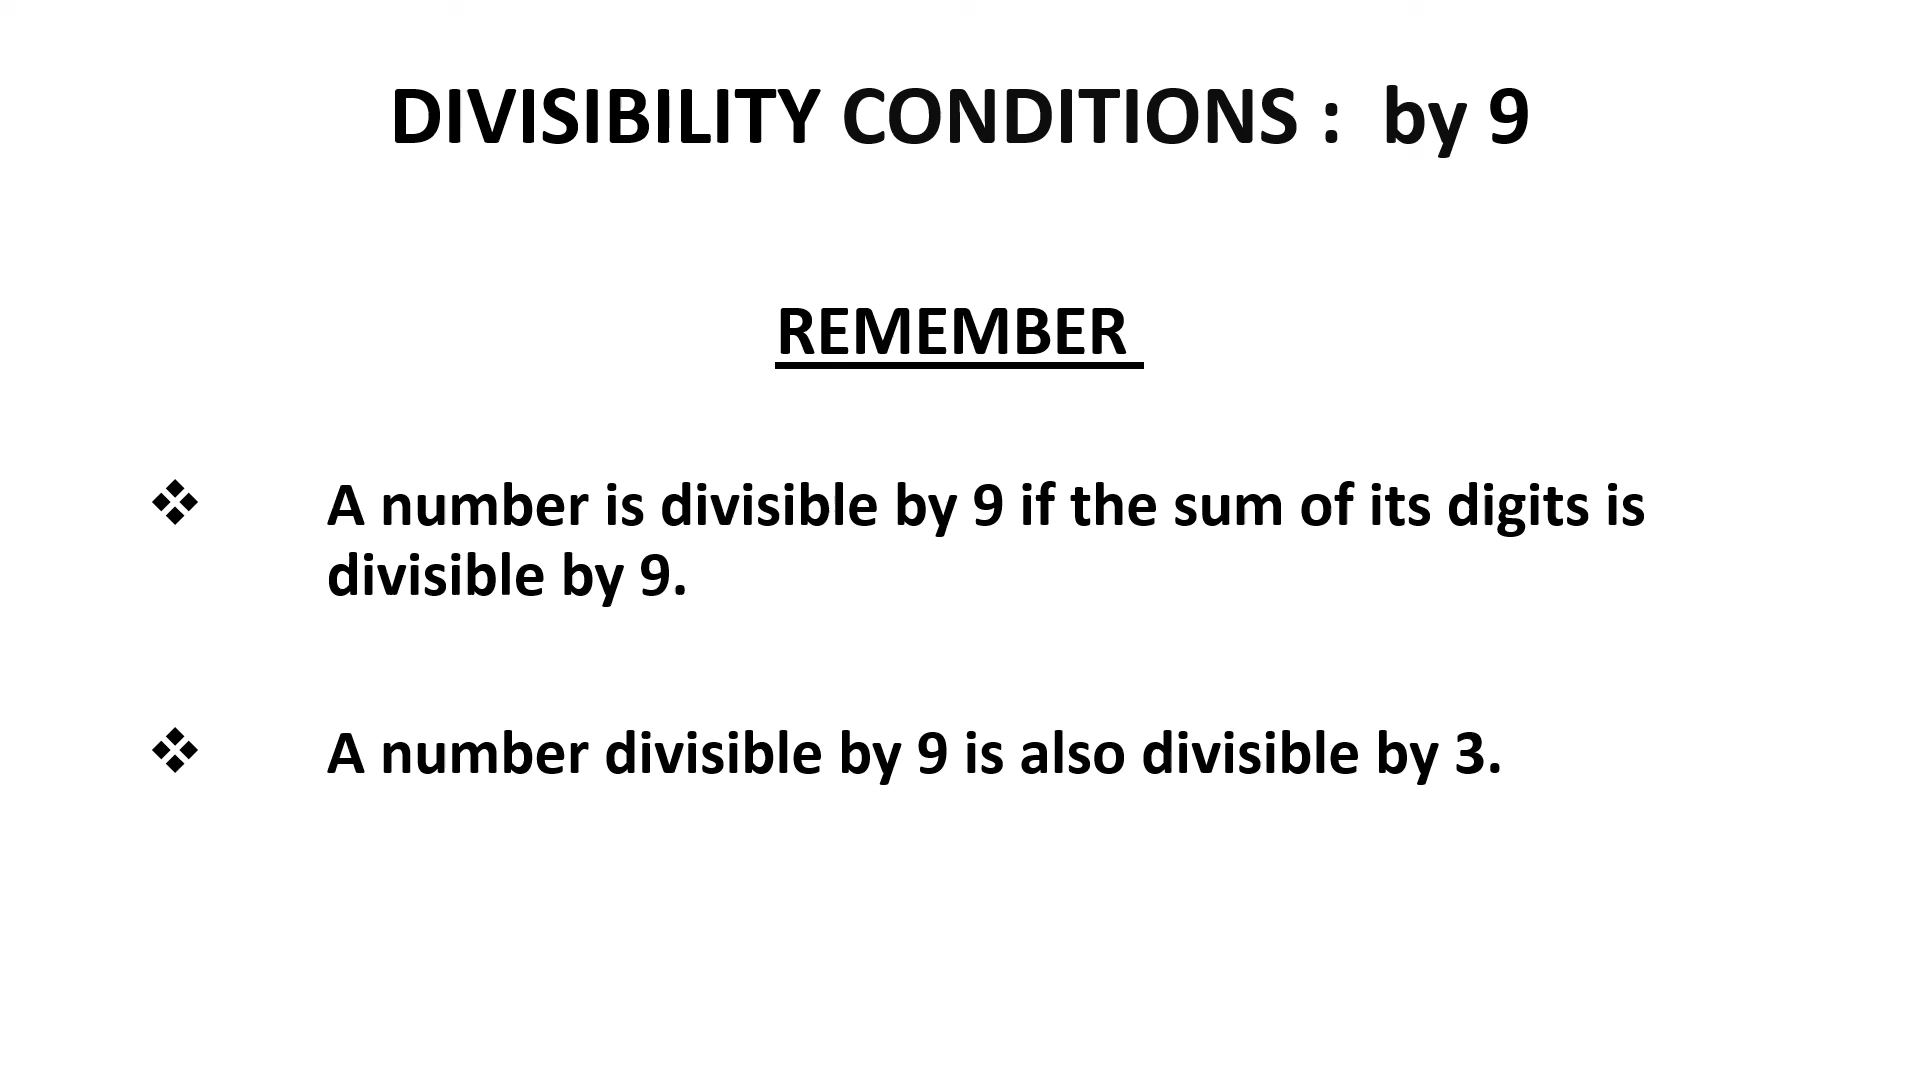 DIVISIBILITY CONDITIONS :  by 9
REMEMBER
❖ A number is divisible by 9 if the sum of its digits is
divisible by 9.
❖ A number divisible by 9 is also divisible by 3.